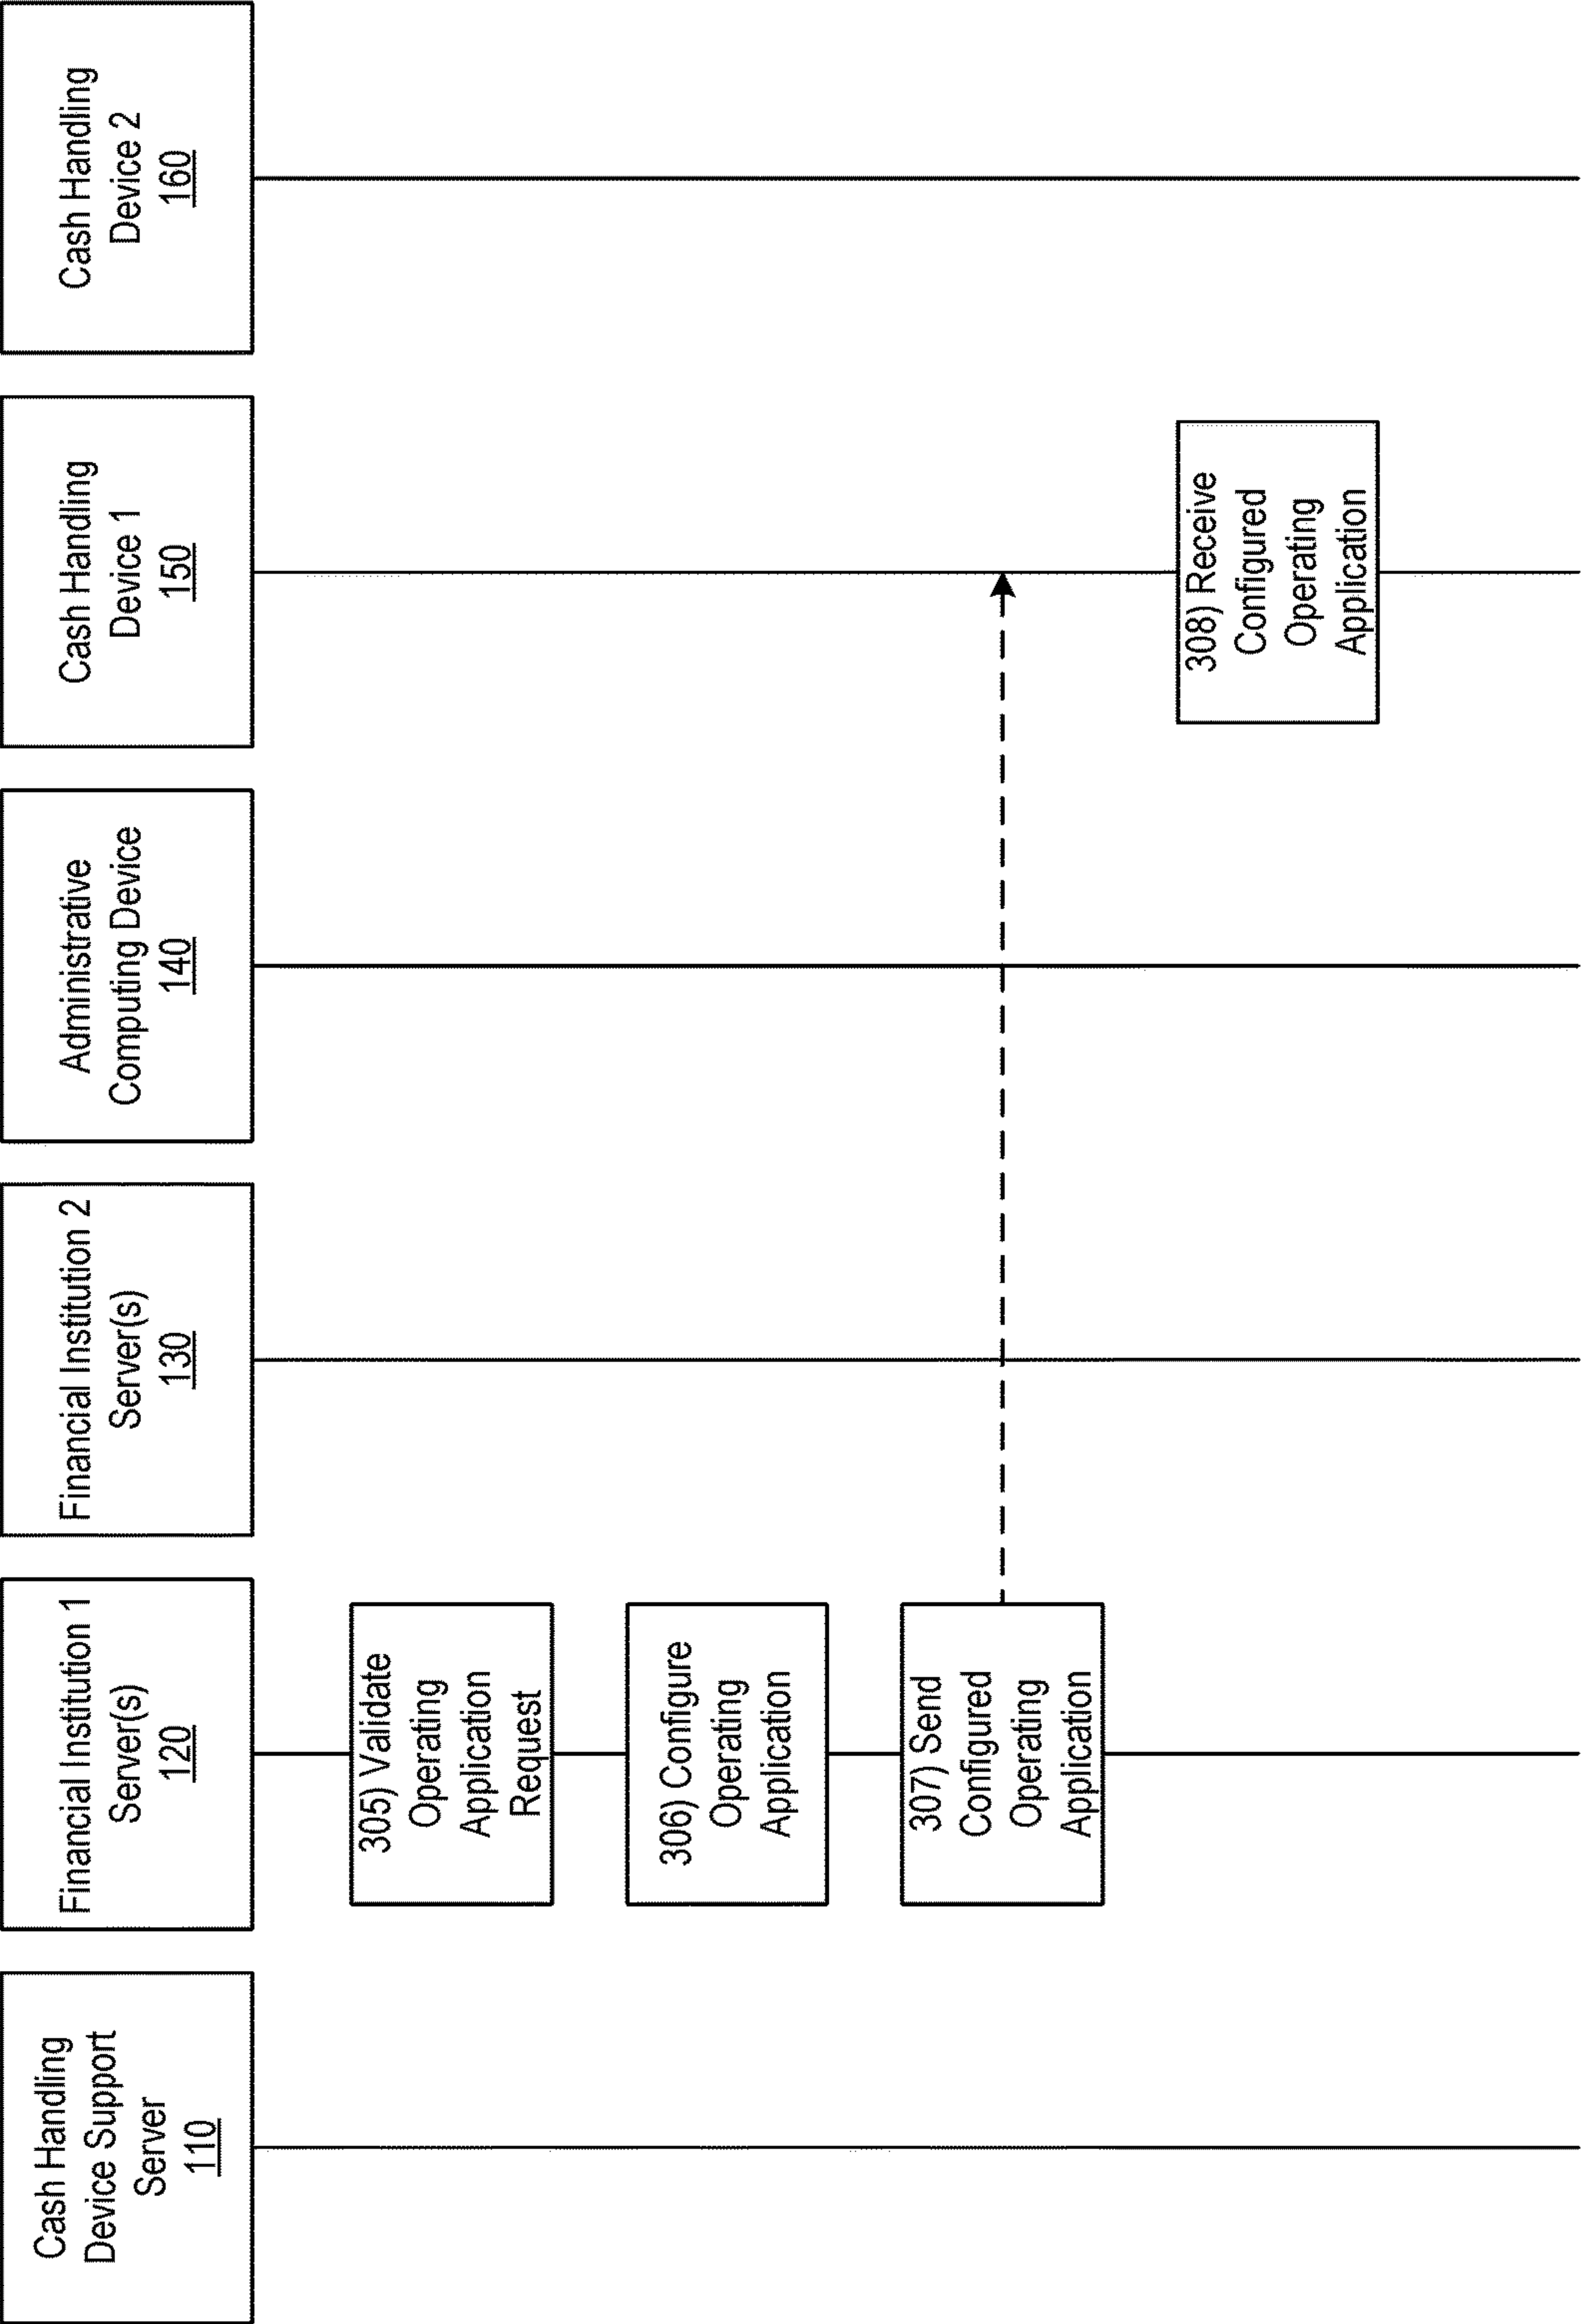 Cash Handling
Device Support
Server
110
Financial Institution 1
Server(s)
120
Financial Institution 2
Server(s)
130
Administrative
Computing Device
140
Cash Handling
Device 1
150
Cash Handling
Device 2
160
305) Validate
Operating
Application
Request
306) Configure
Operating
Application
307) Send
Configured
Operating
Application
308) Receive
Configured
Operating
Application